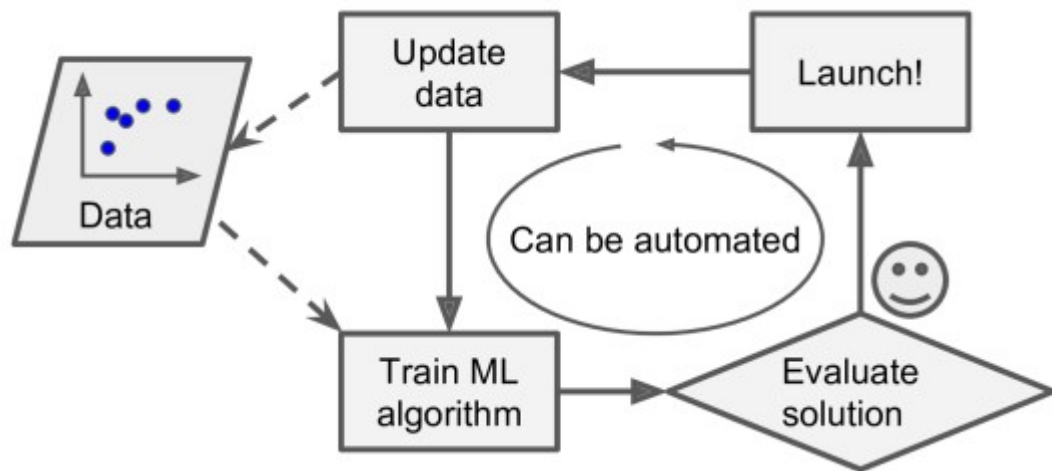 Update
data
Launch!
Data
Can be automated
Train ML
algorithm
Evaluate
solution